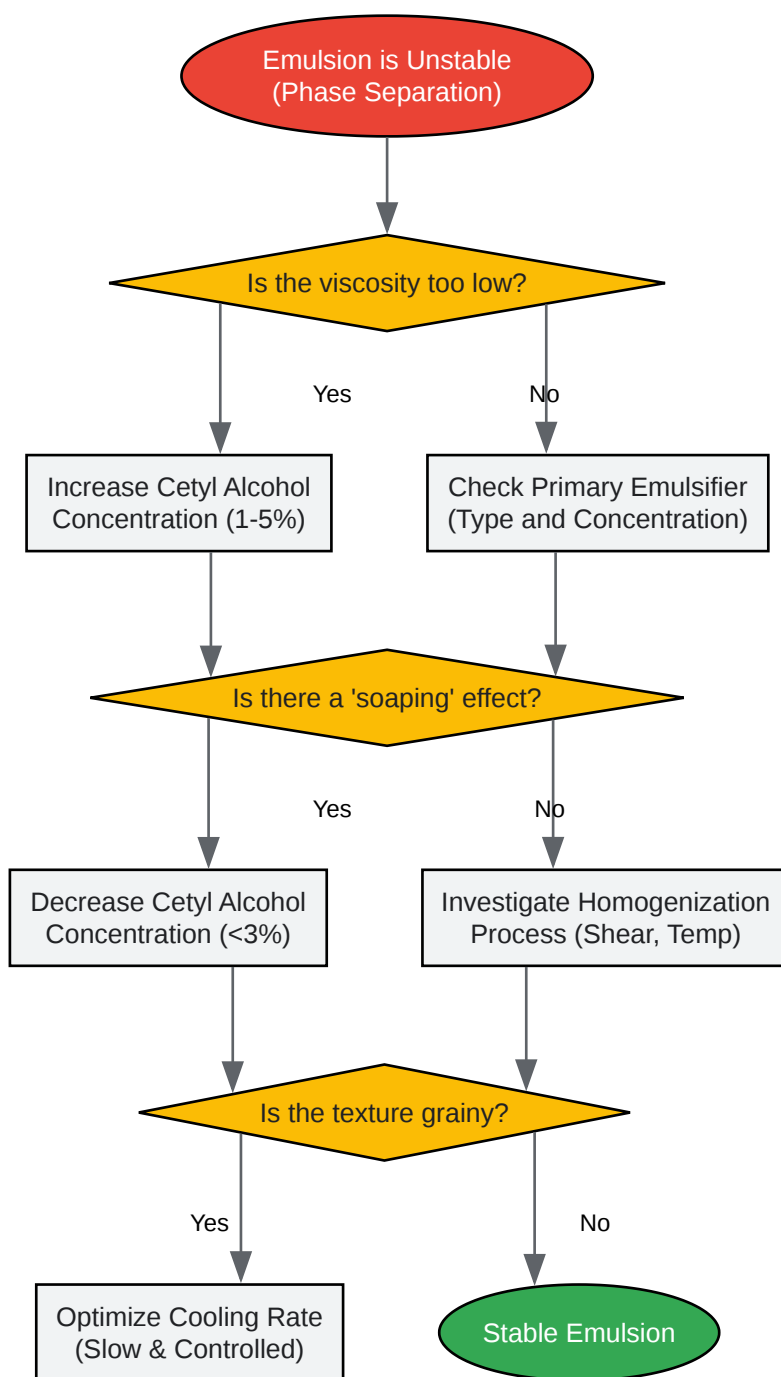 Emulsion is Unstable
(Phase Separation)
Is the viscosity too low?
Yes
No
Increase Cetyl Alcohol
Concentration (1-5%)
Check Primary Emulsifier
(Type and Concentration)
Is there a 'soaping' effect?
Yes
No
Decrease Cetyl Alcohol
Concentration (<3%)
Investigate Homogenization
Process (Shear, Temp)
Is the texture grainy?
Yes
No
Optimize Cooling Rate
(Slow & Controlled)
Stable Emulsion